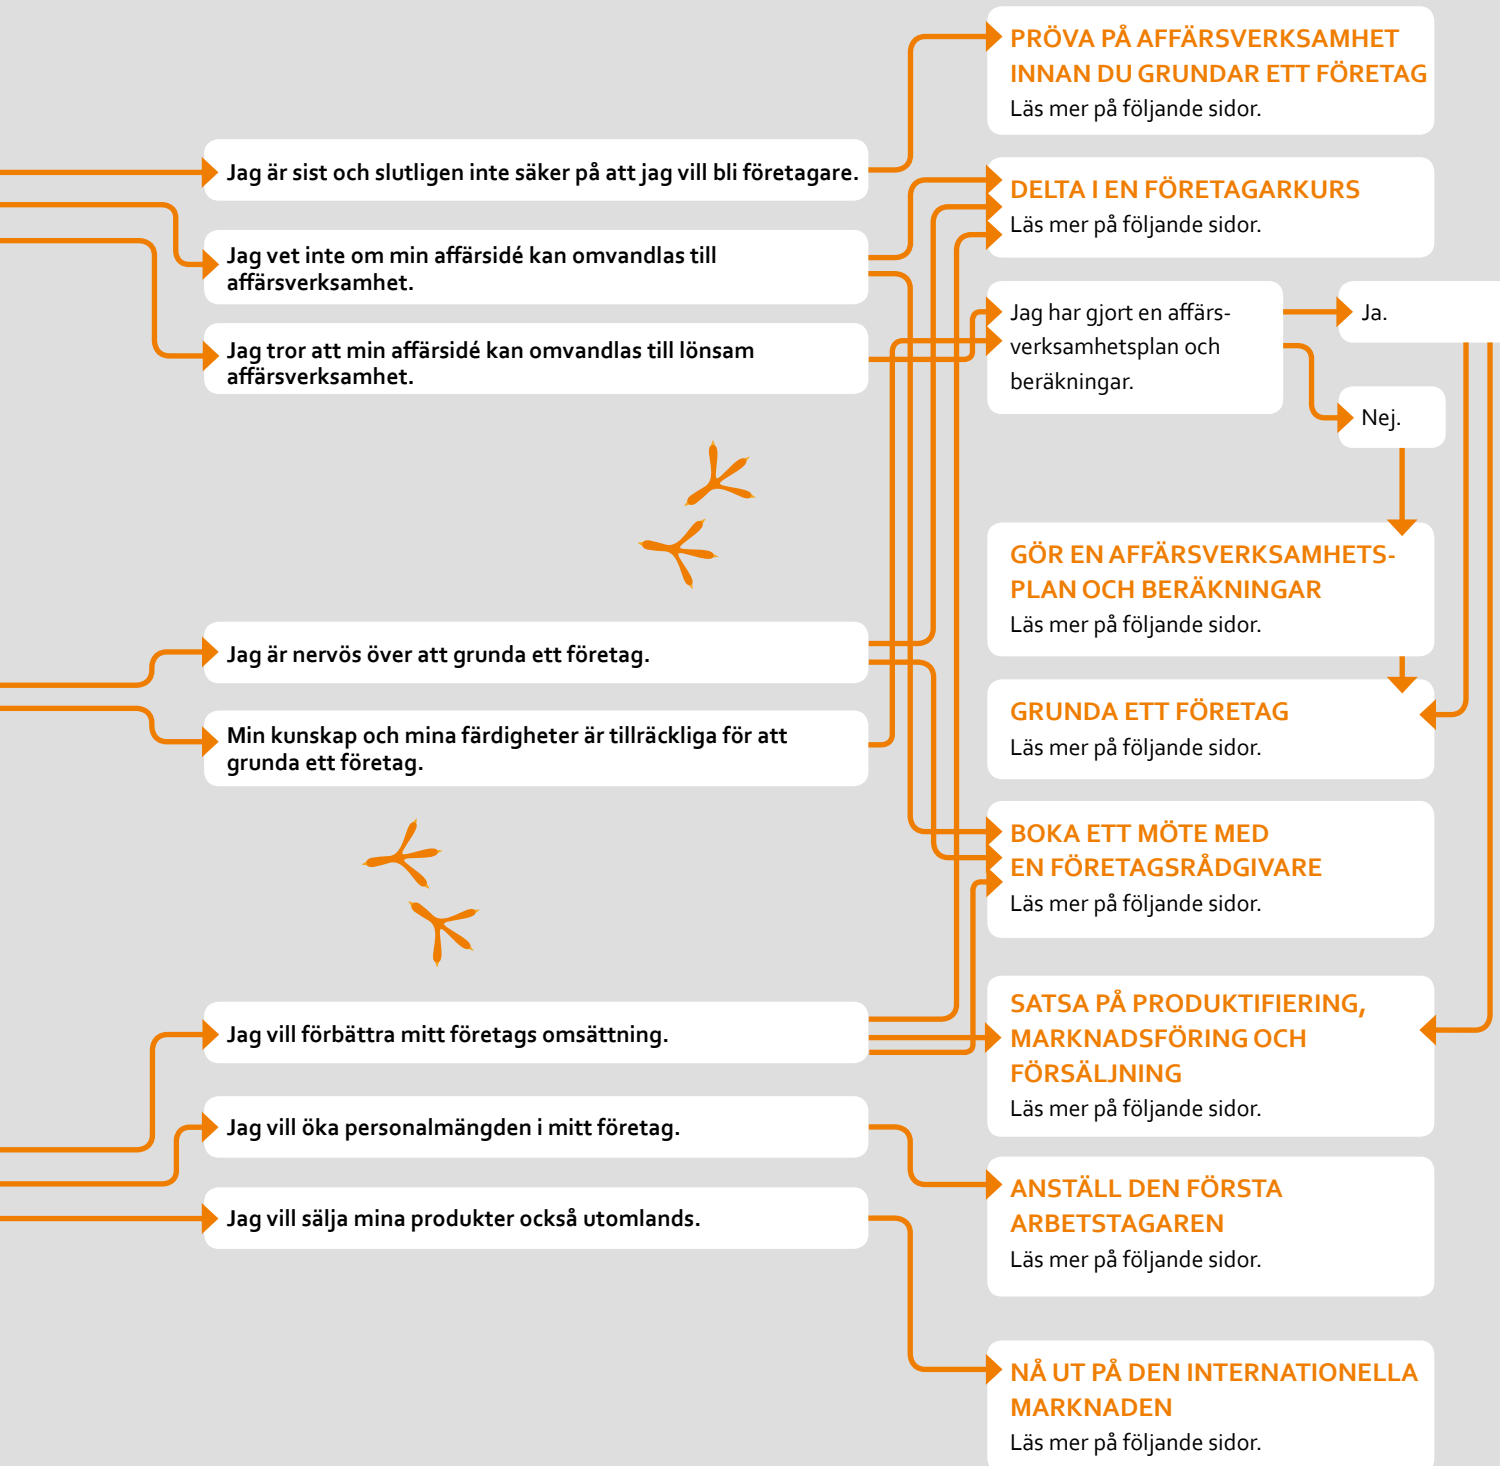 PRÖVA PÅ AFFÄRSVERKSAMHET
INNAN DU GRUNDAR ETT FÖRETAG
Läs mer på följande sidor.
Jag är sist och slutligen inte säker på att jag vill bli företagare.
DELTA I EN FÖRETAGARKURS
Läs mer på följande sidor.
Jag vet inte om min affärsidé kan omvandlas till
affärsverksamhet.
Jag har gjort en affärs-
verksamhetsplan och
beräkningar.
Ja.
Jag tror att min affärsidé kan omvandlas till lönsam
affärsverksamhet.
Nej.
GÖR EN AFFÄRSVERKSAMHETS-
PLAN OCH BERÄKNINGAR
Läs mer på följande sidor.
Jag är nervös över att grunda ett företag.
GRUNDA ETT FÖRETAG
Läs mer på följande sidor.
Min kunskap och mina färdigheter är tillräckliga för att
grunda ett företag.
BOKA ETT MÖTE MED
EN FÖRETAGSRÅDGIVARE
Läs mer på följande sidor.
SATSA PÅ PRODUKTIFIERING,
MARKNADSFÖRING OCH
FÖRSÄLJNING
Läs mer på följande sidor.
Jag vill förbättra mitt företags omsättning.
Jag vill öka personalmängden i mitt företag.
ANSTÄLL DEN FÖRSTA
ARBETSTAGAREN
Läs mer på följande sidor.
Jag vill sälja mina produkter också utomlands.
NÅ UT PÅ DEN INTERNATIONELLA
MARKNADEN
Läs mer på följande sidor.